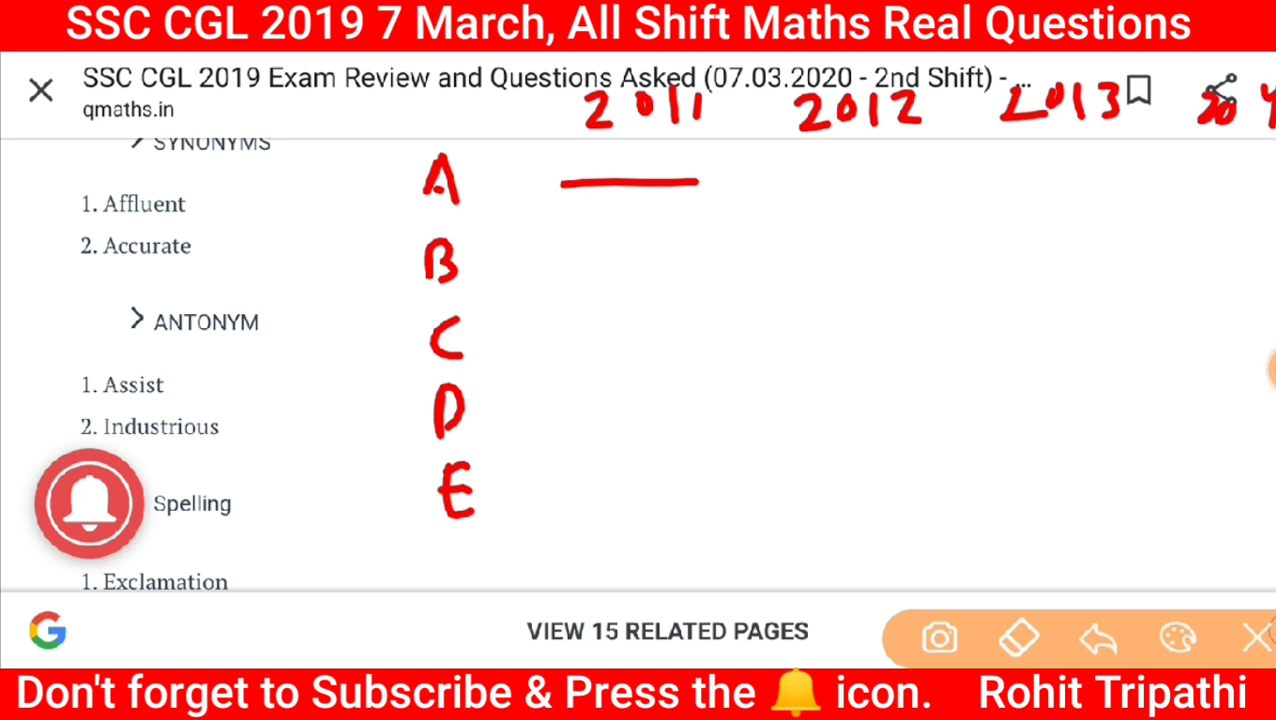 SSC CGL 2019 7 March, All Shift Maths Real Questions
SSC CGL 2019 Exam Review and Questions Asked (07.03.2020 - 2nd Shift) - ...
qmaths.in
2011 2012 2013
SYNONYMS
A
1. Affluent
2. Accurate
B
ANTONYM
C
1. Assist
D
2. Industrious
E
Spelling
1. Exclamation
VIEW 15 RELATED PAGES
Don't forget to Subscribe & Press the 🔔 icon. Rohit Tripathi